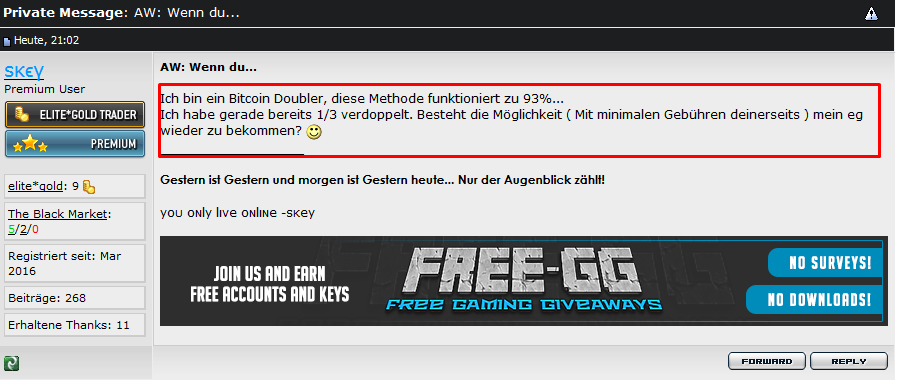 Private Message: AW: Wenn du...
Heute, 21:02
sκєγ
Premium User
ELITE*GOLD TRADER
PREMIUM
elite*gold: 9
The Black Market:
5/2/0
Registriert seit: Mar
2016
Beiträge: 268
Erhaltene Thanks: 11
AW: Wenn du...
Ich bin ein Bitcoin Doubler, diese Methode funktioniert zu 93%...
Ich habe gerade bereits 1/3 verdoppelt. Besteht die Möglichkeit ( Mit minimalen Gebühren deinerseits ) mein eg
wieder zu bekommen?
Gestern ist Gestern und morgen ist Gestern heute... Nur der Augenblick zählt!
yoυ only lιve onlιne -sĸey
JOIN US AND EARN
FREE ACCOUNTS AND KEYS
FREE-GG
FREE GAMING GIVEAWAYS
NO SURVEYS!
NO DOWNLOADS!
FORWARD
REPLY